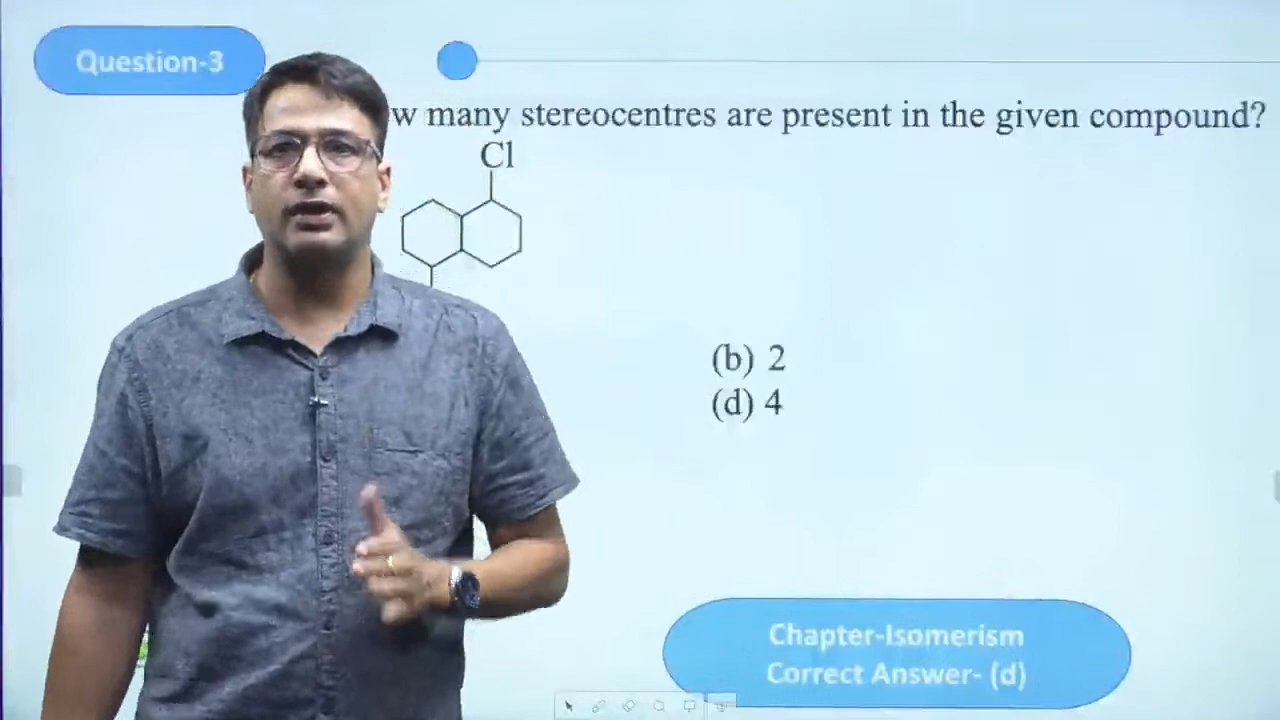 Question-3
many stereocentres are present in the given compound?
Cl
(b) 2
(d) 4
Chapter-Isomerism
Correct Answer- (d)